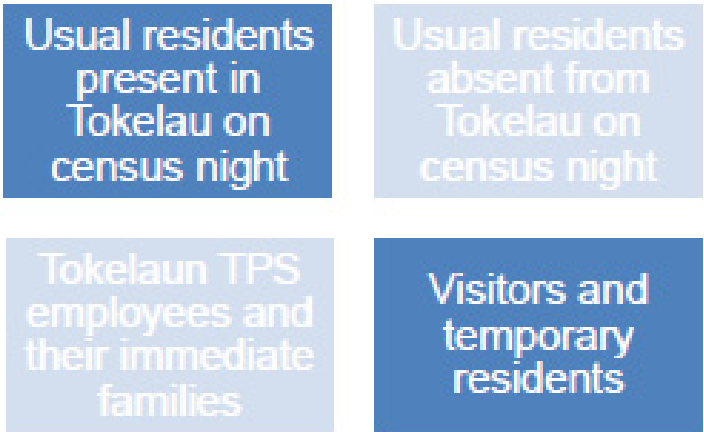 Usual residents
present in
Tokelau on
census night
Usual residents
absent from
Tokelau on
census night
Tokelaun TPS
employees and
their immediate
families
Visitors and
temporary
residents